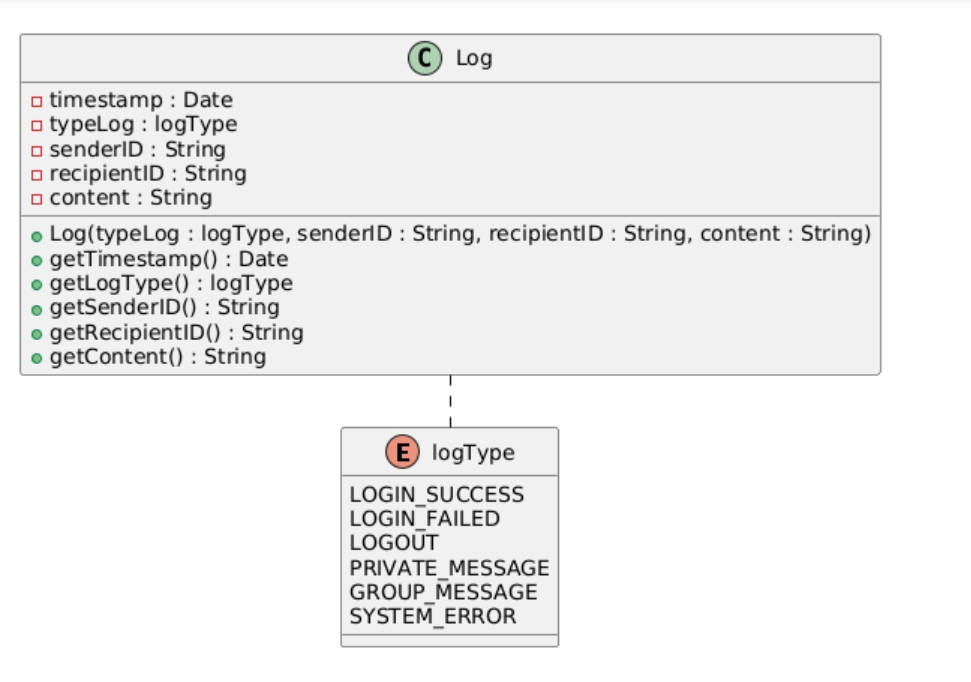 C Log
timestamp : Date
typeLog : logType
senderID : String
recipientID : String
content : String
Log(typeLog : logType, senderID : String, recipientID : String, content : String)
getTimestamp() : Date
getLogType() : logType
getSenderID() : String
getRecipientID() : String
getContent() : String
E logType
LOGIN_SUCCESS
LOGIN_FAILED
LOGOUT
PRIVATE_MESSAGE
GROUP_MESSAGE
SYSTEM_ERROR